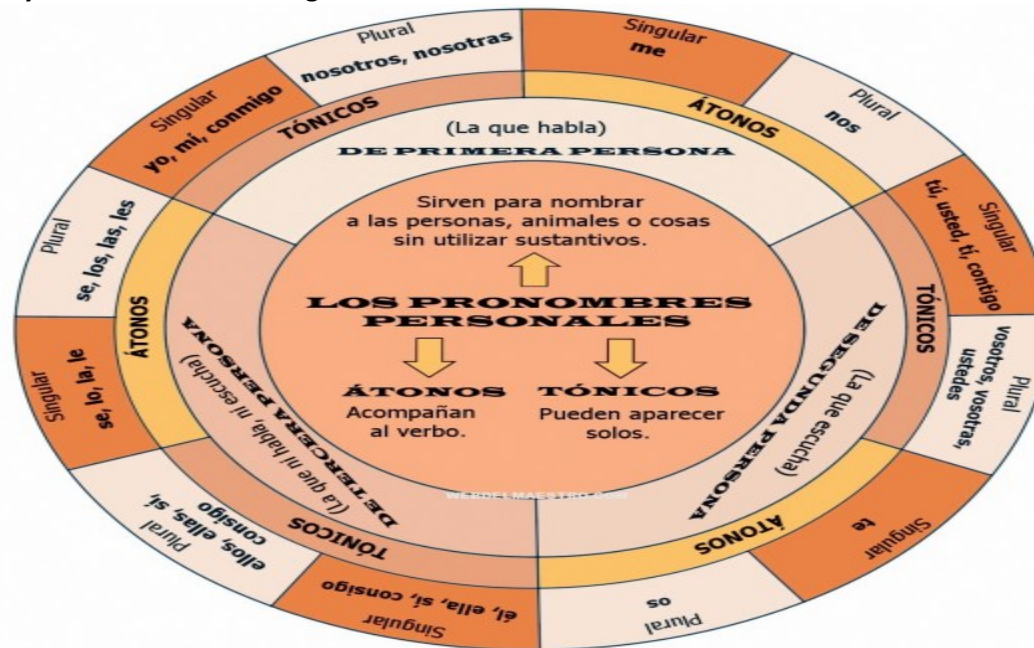 Sirven para nombrar
a las personas, animales o cosas
sin utilizar sustantivos.
LOS PRONOMBRES
PERSONALES
ÁTONOS
Acompañan
al verbo.
TÓNICOS
Pueden aparecer
solos.
WEBDELMAESTRO.COM
(La que habla)
DE PRIMERA PERSONA
TÓNICOS
Singular
yo, mí, conmigo
Plural
nosotros, nosotras
ÁTONOS
Singular
me
Plural
nos
DE SEGUNDA PERSONA
(La que escucha)
TÓNICOS
Singular
tú, usted, tí, contigo
Plural
vosotros, vosotras,
ustedes
ÁTONOS
Singular
te
Plural
os
DE TERCERA PERSONA
(La que ni habla, ni escucha)
TÓNICOS
Singular
él, ella, sí, consigo
Plural
ellos, ellas, sí,
consigo
ÁTONOS
Singular
se, lo, la, le
Plural
se, los, las, les